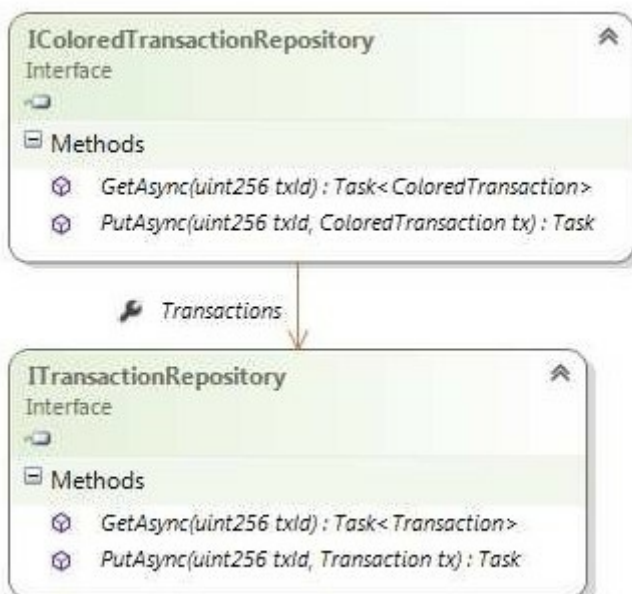 IColoredTransactionRepository
Interface
Methods
GetAsync(uint256 txId) : Task<ColoredTransaction>
PutAsync(uint256 txId, ColoredTransaction tx) : Task
Transactions
ITransactionRepository
Interface
Methods
GetAsync(uint256 txId) : Task<Transaction>
PutAsync(uint256 txId, Transaction tx) : Task